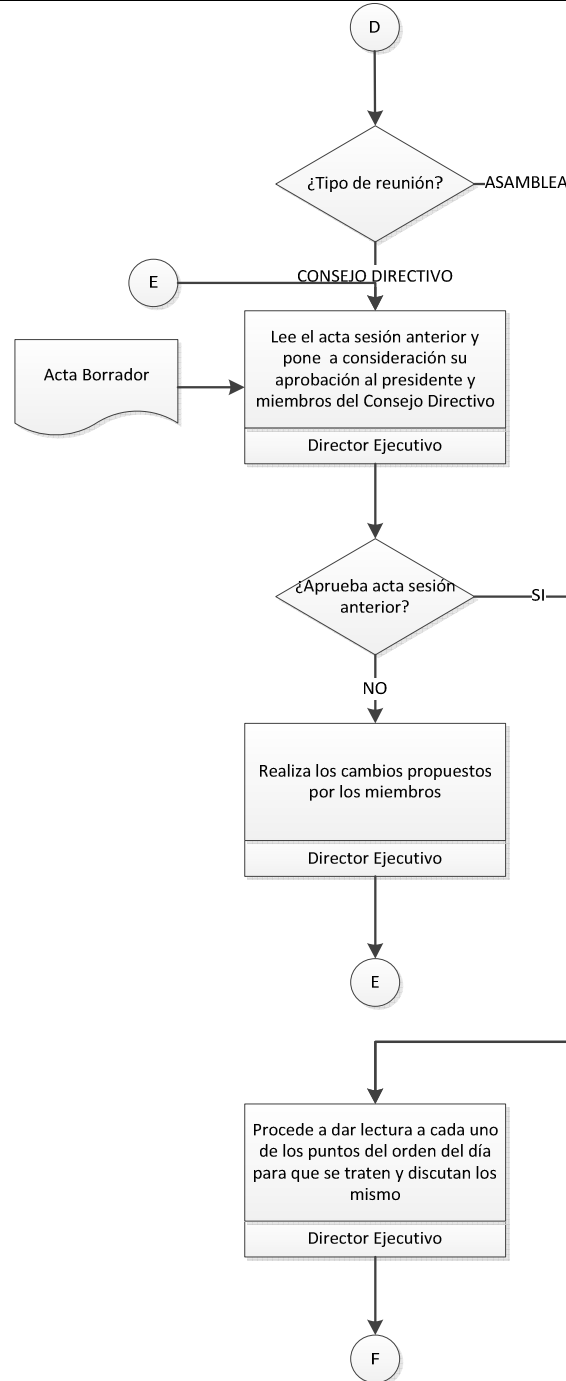 D
¿Tipo de reunión?
ASAMBLEA
CONSEJO DIRECTIVO
E
Lee el acta sesión anterior y
pone a consideración su
aprobación al presidente y
miembros del Consejo Directivo
Acta Borrador
Director Ejecutivo
¿Aprueba acta sesión
anterior?
SI
NO
Realiza los cambios propuestos
por los miembros
Director Ejecutivo
E
Procede a dar lectura a cada uno
de los puntos del orden del día
para que se traten y discutan los
mismo
Director Ejecutivo
F